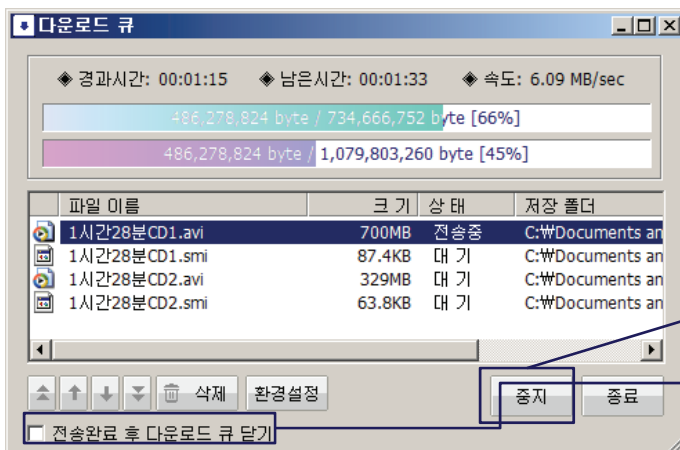 다운로드 큐
◈ 경과시간: 00:01:15 ◈ 남은시간: 00:01:33 ◈ 속도: 6.09 MB/sec
486,278,824 byte / 734,666,752 byte [66%]
486,278,824 byte / 1,079,803,260 byte [45%]
파일 이름 크 기 상 태 저장 폴더
1시간28분CD1.avi 700MB 전송중 C:₩Documents an
1시간28분CD1.smi 87.4KB 대 기 C:₩Documents an
1시간28분CD2.avi 329MB 대 기 C:₩Documents an
1시간28분CD2.smi 63.8KB 대 기 C:₩Documents an
삭제 환경설정 중지 종료
전송완료 후 다운로드 큐 닫기